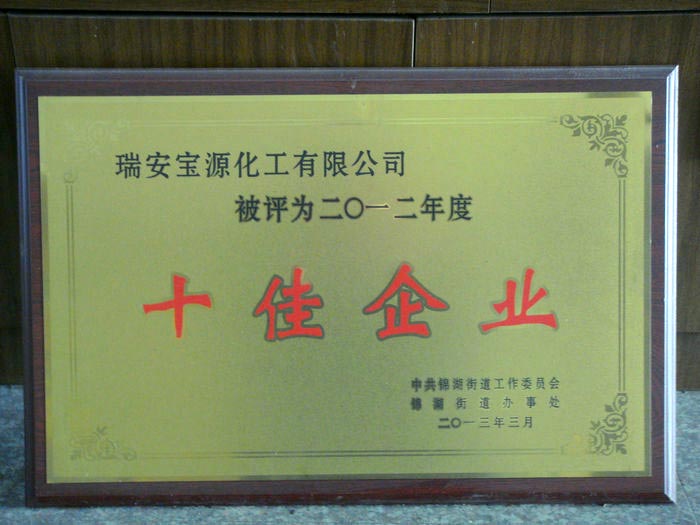 瑞安宝源化工有限公司
被评为二〇一二年度
十佳企业
中共锦湖街道工作委员会
锦湖街道办事处
二〇一三年三月